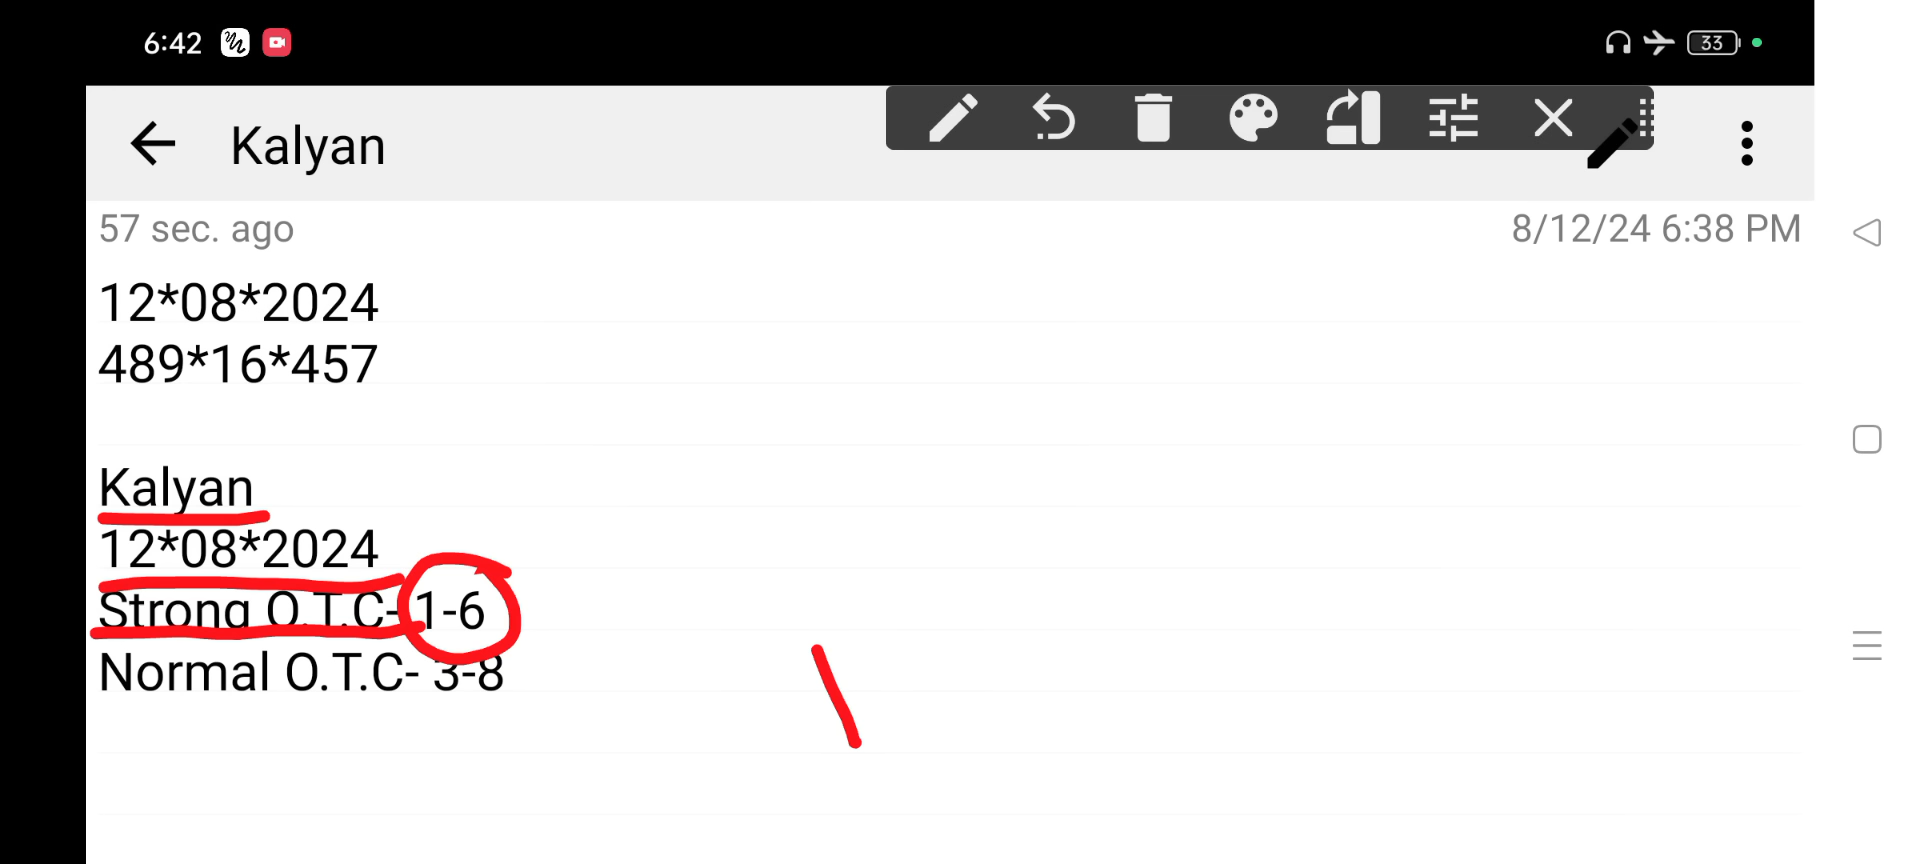 6:42
33
Kalyan
57 sec. ago
8/12/24 6:38 PM
12*08*2024
489*16*457
Kalyan
12*08*2024
Strong O.T.C- 1-6
Normal O.T.C- 3-8